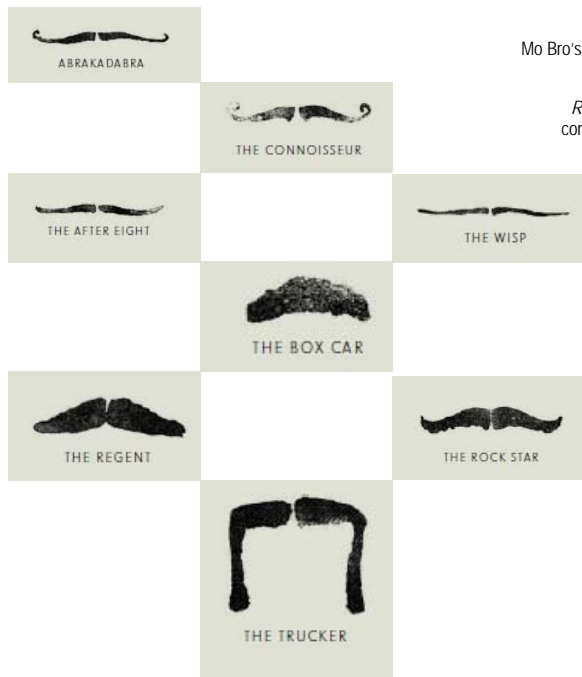 ABRAKADABRA
Mo Bro's
THE CONNOISSEUR
THE AFTER EIGHT
THE WISP
THE BOX CAR
THE REGENT
THE ROCK STAR
THE TRUCKER